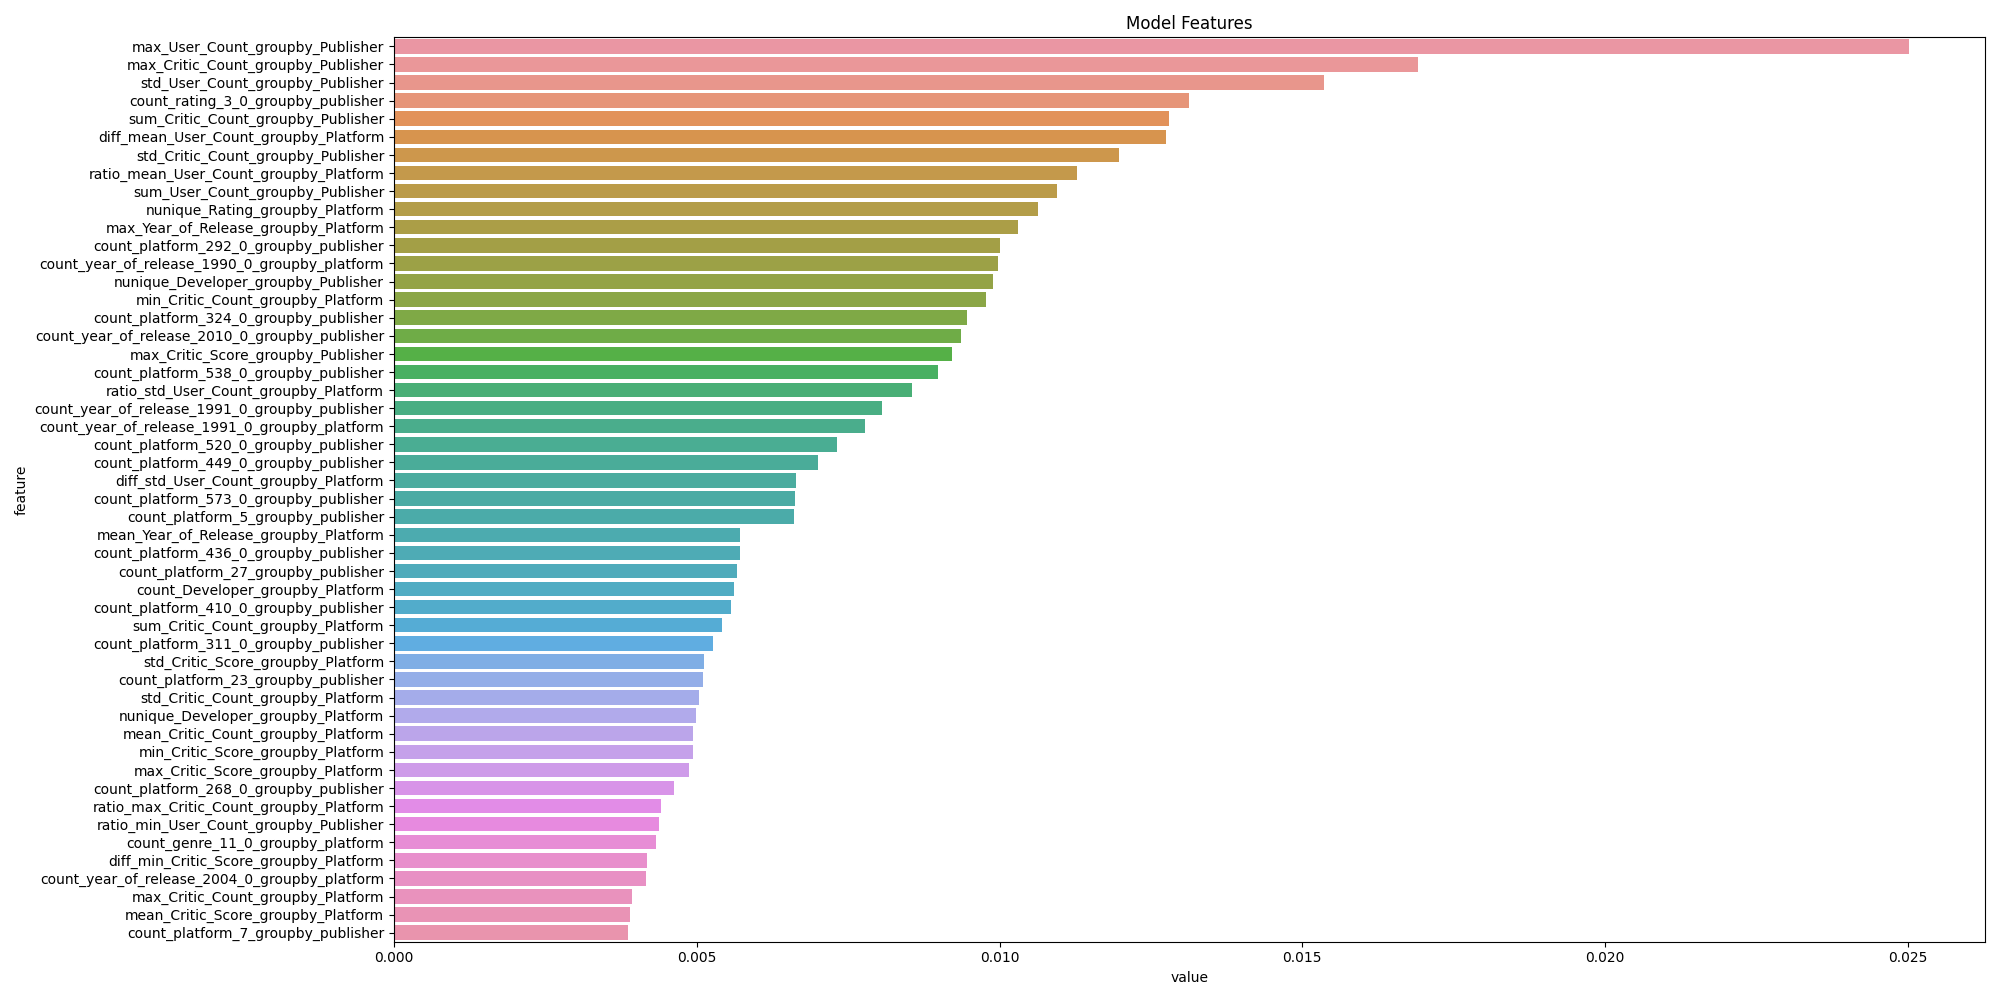 Model Features
max_User_Count_groupby_Publisher
max_Critic_Count_groupby_Publisher
std_User_Count_groupby_Publisher
count_rating_3_0_groupby_publisher
sum_Critic_Count_groupby_Publisher
diff_mean_User_Count_groupby_Platform
std_Critic_Count_groupby_Publisher
ratio_mean_User_Count_groupby_Platform
sum_User_Count_groupby_Publisher
nunique_Rating_groupby_Platform
max_Year_of_Release_groupby_Platform
count_platform_292_0_groupby_publisher
count_year_of_release_1990_0_groupby_platform
nunique_Developer_groupby_Publisher
min_Critic_Count_groupby_Platform
count_platform_324_0_groupby_publisher
count_year_of_release_2010_0_groupby_publisher
max_Critic_Score_groupby_Publisher
count_platform_538_0_groupby_publisher
ratio_std_User_Count_groupby_Platform
count_year_of_release_1991_0_groupby_publisher
count_year_of_release_1991_0_groupby_platform
count_platform_520_0_groupby_publisher
count_platform_449_0_groupby_publisher
diff_std_User_Count_groupby_Platform
count_platform_573_0_groupby_publisher
count_platform_5_groupby_publisher
mean_Year_of_Release_groupby_Platform
count_platform_436_0_groupby_publisher
count_platform_27_groupby_publisher
count_Developer_groupby_Platform
count_platform_410_0_groupby_publisher
sum_Critic_Count_groupby_Platform
count_platform_311_0_groupby_publisher
std_Critic_Score_groupby_Platform
count_platform_23_groupby_publisher
std_Critic_Count_groupby_Platform
nunique_Developer_groupby_Platform
mean_Critic_Count_groupby_Platform
min_Critic_Score_groupby_Platform
max_Critic_Score_groupby_Platform
count_platform_268_0_groupby_publisher
ratio_max_Critic_Count_groupby_Platform
ratio_min_User_Count_groupby_Publisher
count_genre_11_0_groupby_platform
diff_min_Critic_Score_groupby_Platform
count_year_of_release_2004_0_groupby_platform
max_Critic_Count_groupby_Platform
mean_Critic_Score_groupby_Platform
count_platform_7_groupby_publisher
feature
0.000 0.005 0.010 0.015 0.020 0.025
value